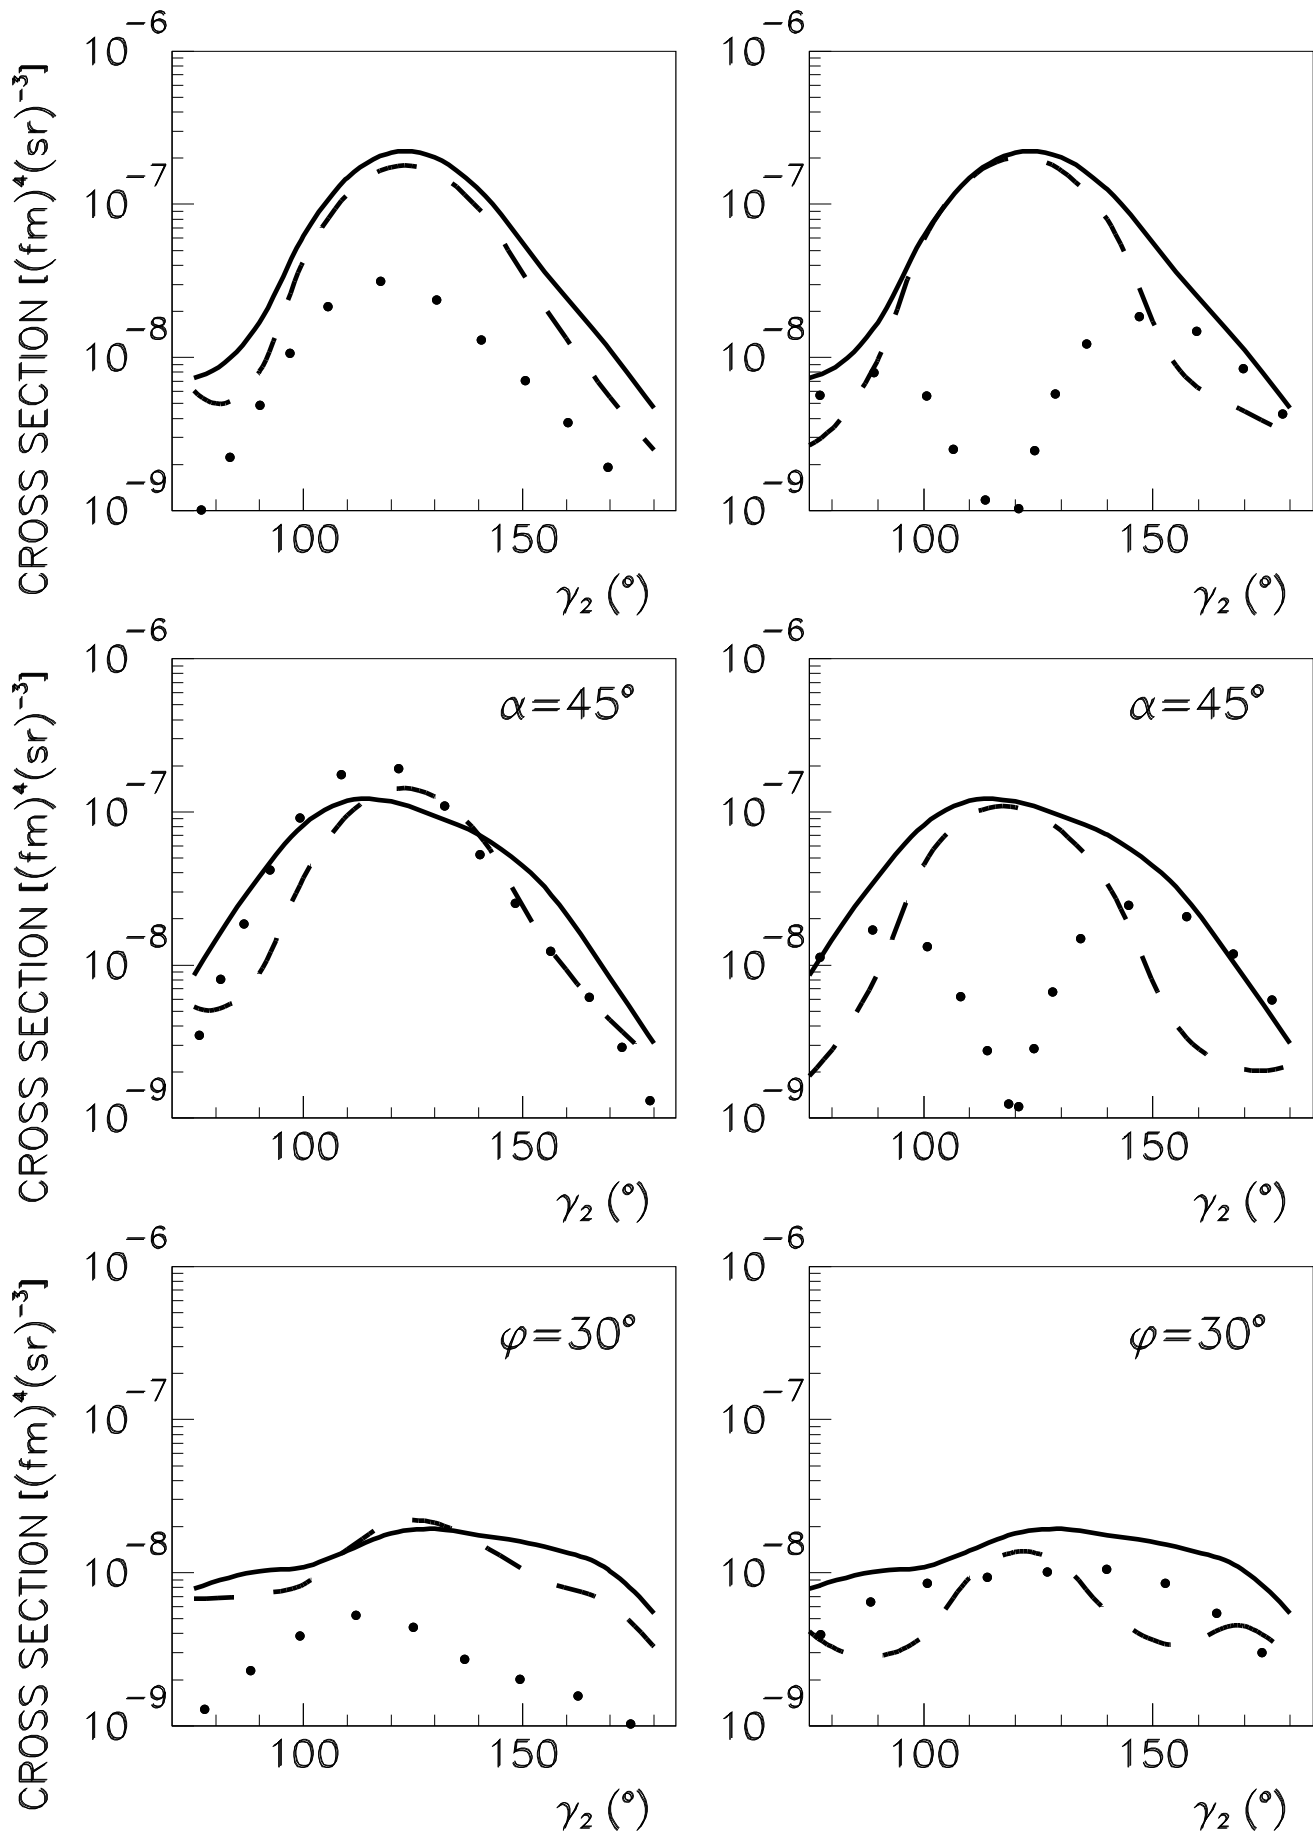 CROSS SECTION [(fm)⁴(sr)⁻³]
10⁻⁶
10⁻⁷
10⁻⁸
10⁻⁹
100 150
γ₂ (°)
10⁻⁶
10⁻⁷
10⁻⁸
10⁻⁹
100 150
γ₂ (°)
CROSS SECTION [(fm)⁴(sr)⁻³]
10⁻⁶
α=45°
10⁻⁷
10⁻⁸
10⁻⁹
100 150
γ₂ (°)
10⁻⁶
α=45°
10⁻⁷
10⁻⁸
10⁻⁹
100 150
γ₂ (°)
CROSS SECTION [(fm)⁴(sr)⁻³]
10⁻⁶
φ=30°
10⁻⁷
10⁻⁸
10⁻⁹
100 150
γ₂ (°)
10⁻⁶
φ=30°
10⁻⁷
10⁻⁸
10⁻⁹
100 150
γ₂ (°)